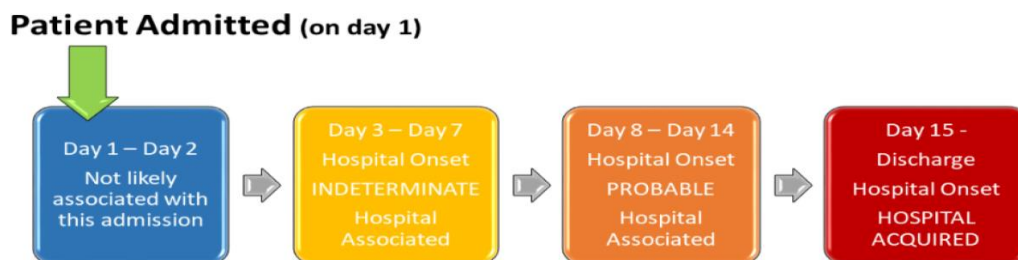 Patient Admitted (on day 1)
Day 1 – Day 2
Not likely
associated with
this admission
Day 3 – Day 7
Hospital Onset
INDETERMINATE
Hospital
Associated
Day 8 – Day 14
Hospital Onset
PROBABLE
Hospital
Associated
Day 15 -
Discharge
Hospital Onset
HOSPITAL
ACQUIRED